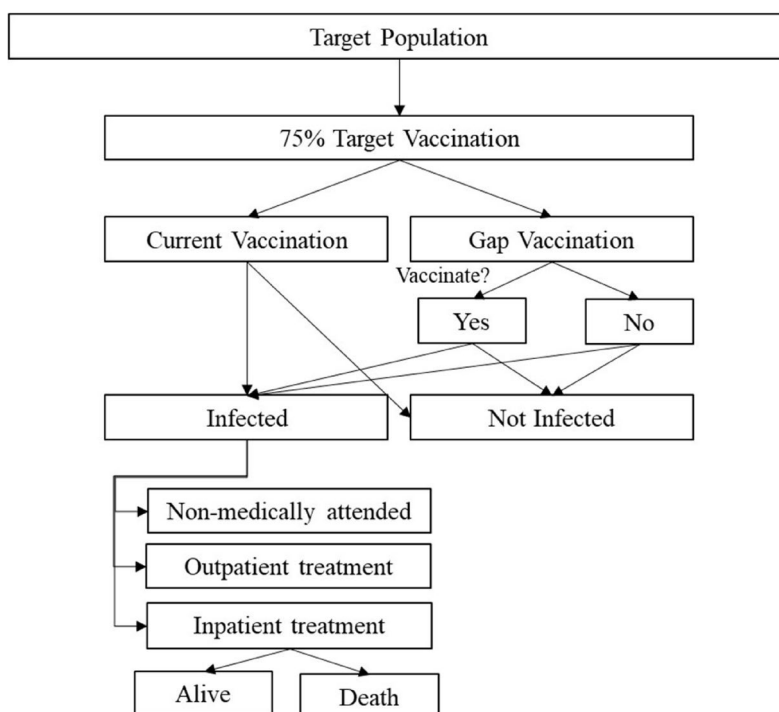 Target Population
75% Target Vaccination
Current Vaccination
Gap Vaccination
Vaccinate?
Yes
No
Infected
Not Infected
Non-medically attended
Outpatient treatment
Inpatient treatment
Alive
Death